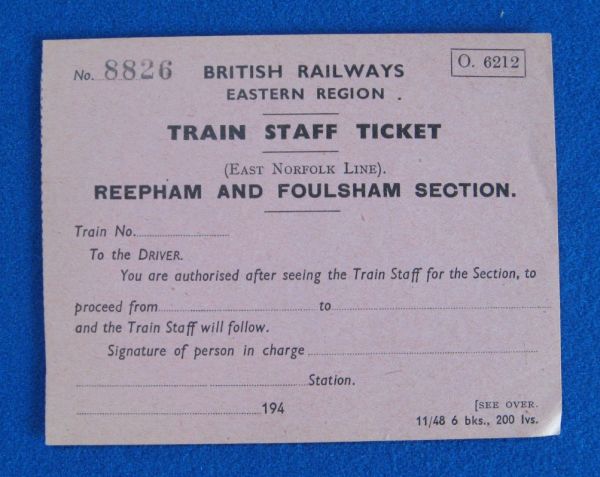 No. 8826 BRITISH RAILWAYS O. 6212
EASTERN REGION .
TRAIN STAFF TICKET
(EAST NORFOLK LINE).
REEPHAM AND FOULSHAM SECTION.
Train No.
To the DRIVER.
You are authorised after seeing the Train Staff for the Section, to
proceed from to
and the Train Staff will follow.
Signature of person in charge
Station.
194 [SEE OVER.
11/48 6 bks., 200 lvs.